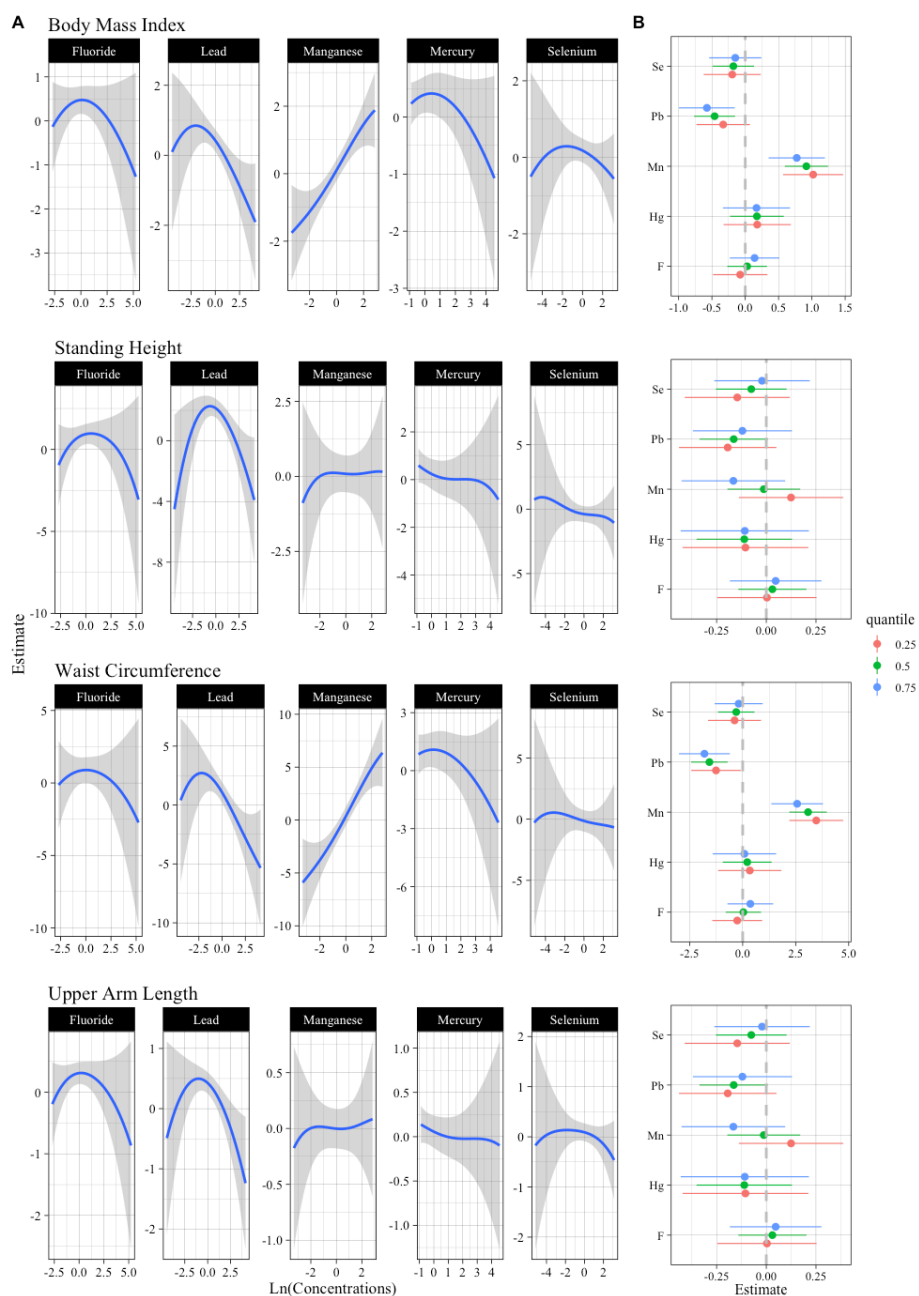 A
B
Body Mass Index
Fluoride Lead Manganese Mercury Selenium
1 0 -1 -2 -3
2 0 -2
2 0 -2
0 -1 -2 -3
2 0 -2
-2.5 0.0 2.5 5.0
-2.5 0.0 2.5
-2 0 2
-1 0 1 2 3 4
-4 -2 0 2
Se
Pb
Mn
Hg
F
-1.0 -0.5 0.0 0.5 1.0 1.5
Standing Height
Fluoride Lead Manganese Mercury Selenium
0 -5 -10
0 -4 -8
2.5 0.0 -2.5
2 0 -2 -4
5 0 -5
-2.5 0.0 2.5 5.0
-2.5 0.0 2.5
-2 0 2
-1 0 1 2 3 4
-4 -2 0 2
Se
Pb
Mn
Hg
F
-0.25 0.00 0.25
Estimate
quantile
0.25
0.5
0.75
Waist Circumference
Fluoride Lead Manganese Mercury Selenium
5 0 -5 -10
5 0 -5 -10
10 5 0 -5 -10
3 0 -3 -6
5 0 -5
-2.5 0.0 2.5 5.0
-2.5 0.0 2.5
-2 0 2
-1 0 1 2 3 4
-4 -2 0 2
Se
Pb
Mn
Hg
F
-2.5 0.0 2.5 5.0
Upper Arm Length
Fluoride Lead Manganese Mercury Selenium
0 -1 -2
1 0 -1 -2
0.5 0.0 -0.5 -1.0
1.0 0.5 0.0 -0.5 -1.0
2 1 0 -1 -2
-2.5 0.0 2.5 5.0
-2.5 0.0 2.5
-2 0 2
-1 0 1 2 3 4
-4 -2 0 2
Ln(Concentrations)
Se
Pb
Mn
Hg
F
-0.25 0.00 0.25
Estimate